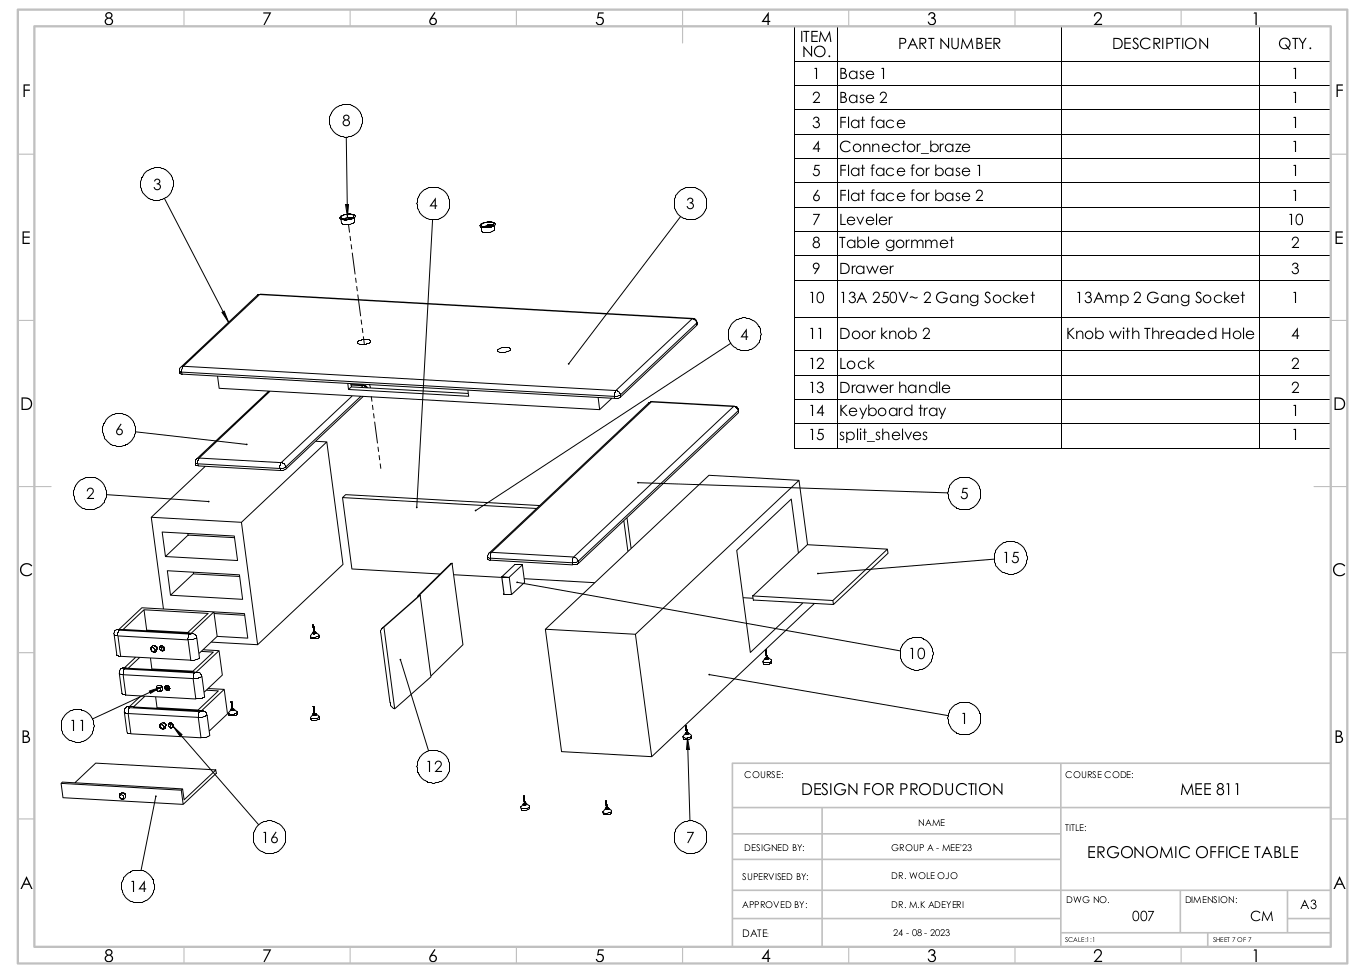 8 7 6 5 4 3 2 1
F F
E E
D D
C C
B B
A A
8 7 6 5 4 3 2 1
ITEM NO. PART NUMBER DESCRIPTION QTY.
1 Base 1 1
2 Base 2 1
3 Flat face 1
4 Connector_braze 1
5 Flat face for base 1 1
6 Flat face for base 2 1
7 Leveler 10
8 Table gormmet 2
9 Drawer 3
10 13A 250V~ 2 Gang Socket 13Amp 2 Gang Socket 1
11 Door knob 2 Knob with Threaded Hole 4
12 Lock 2
13 Drawer handle 2
14 Keyboard tray 1
15 split_shelves 1
8
3
4
3
4
6
2
5
15
10
11
1
12
16
7
14
COURSE:
DESIGN FOR PRODUCTION
COURSE CODE:
MEE 811
NAME
DESIGNED BY: GROUP A - MEE'23
SUPERVISED BY: DR. WOLE OJO
APPROVED BY: DR. M.K ADEYERI
DATE 24 - 08 - 2023
TITLE:
ERGONOMIC OFFICE TABLE
DWG NO.
007
DIMENSION:
CM
A3
SCALE:1:1
SHEET 7 OF 7